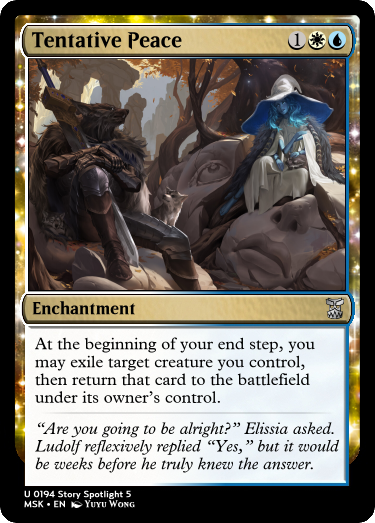 Tentative Peace 1
Enchantment
At the beginning of your end step, you
may exile target creature you control,
then return that card to the battlefield
under its owner's control.
“Are you going to be alright?” Elissia asked.
Ludolf reflexively replied “Yes,” but it would
be weeks before he truly knew the answer.
U 0194 Story Spotlight 5
MSK • EN Yuyu Wong